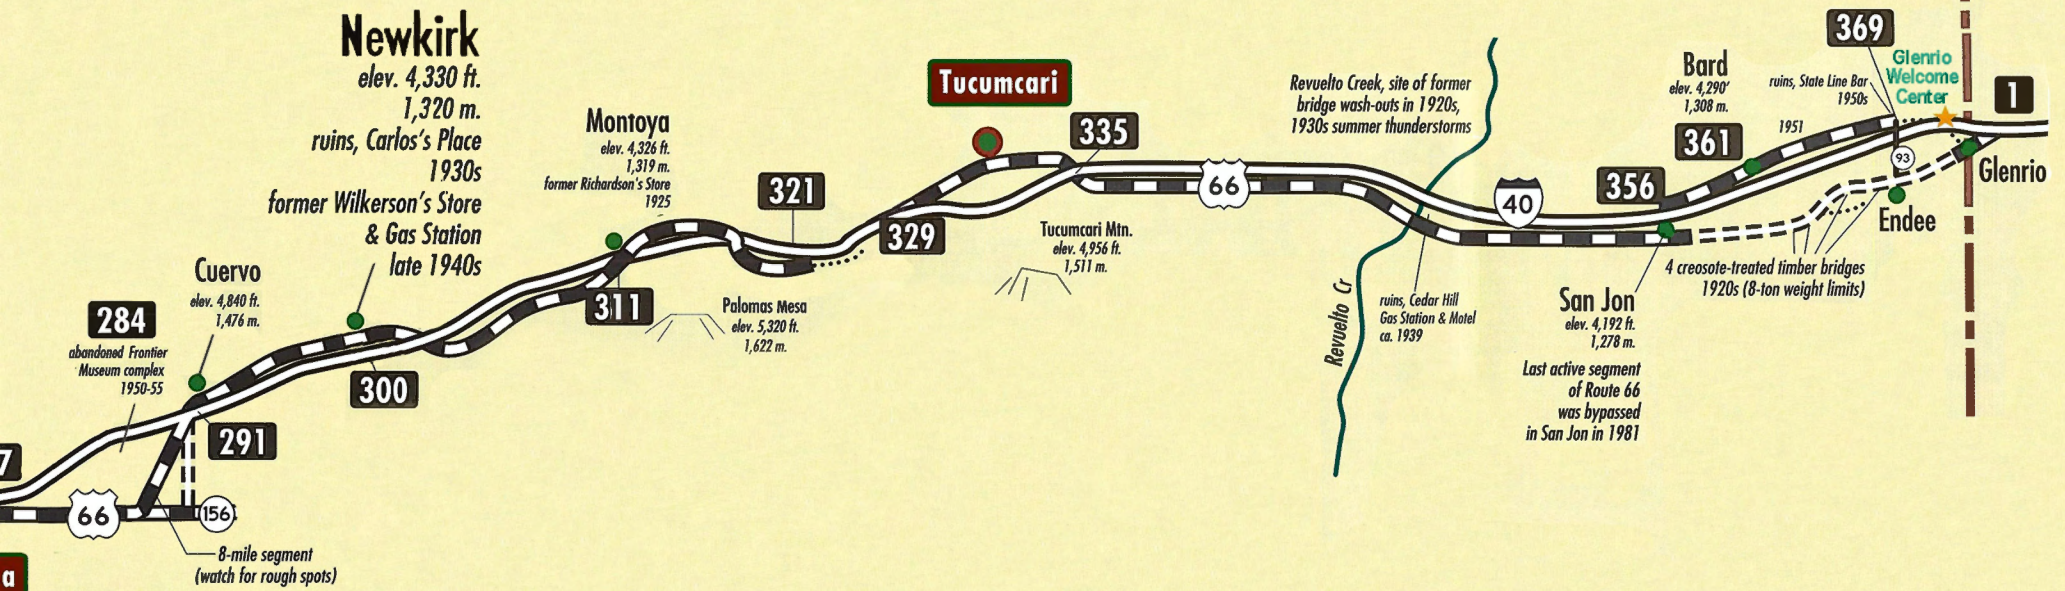 Newkirk
elev. 4,330 ft.
1,320 m.
ruins, Carlos's Place
1930s
former Wilkerson's Store
& Gas Station
late 1940s
Cuervo
elev. 4,840 ft.
1,476 m.
284
abandoned Frontier
Museum complex
1950-55
7
291
66
156
8-mile segment
(watch for rough spots)
a
300
Montoya
elev. 4,326 ft.
1,319 m.
former Richardson's Store
1925
311
321
Palomas Mesa
elev. 5,320 ft.
1,622 m.
Tucumcari
329
335
Tucumcari Mtn.
elev. 4,956 ft.
1,511 m.
66
Revuelto Creek, site of former
bridge wash-outs in 1920s,
1930s summer thunderstorms
Revuelto Cr
ruins, Cedar Hill
Gas Station & Motel
ca. 1939
40
356
San Jon
elev. 4,192 ft.
1,278 m.
Last active segment
of Route 66
was bypassed
in San Jon in 1981
Bard
elev. 4,290'
1,308 m.
361
1951
369
ruins, State Line Bar
1950s
Glenrio
Welcome
Center
1
93
Glenrio
Endee
4 creosote-treated timber bridges
1920s (8-ton weight limits)